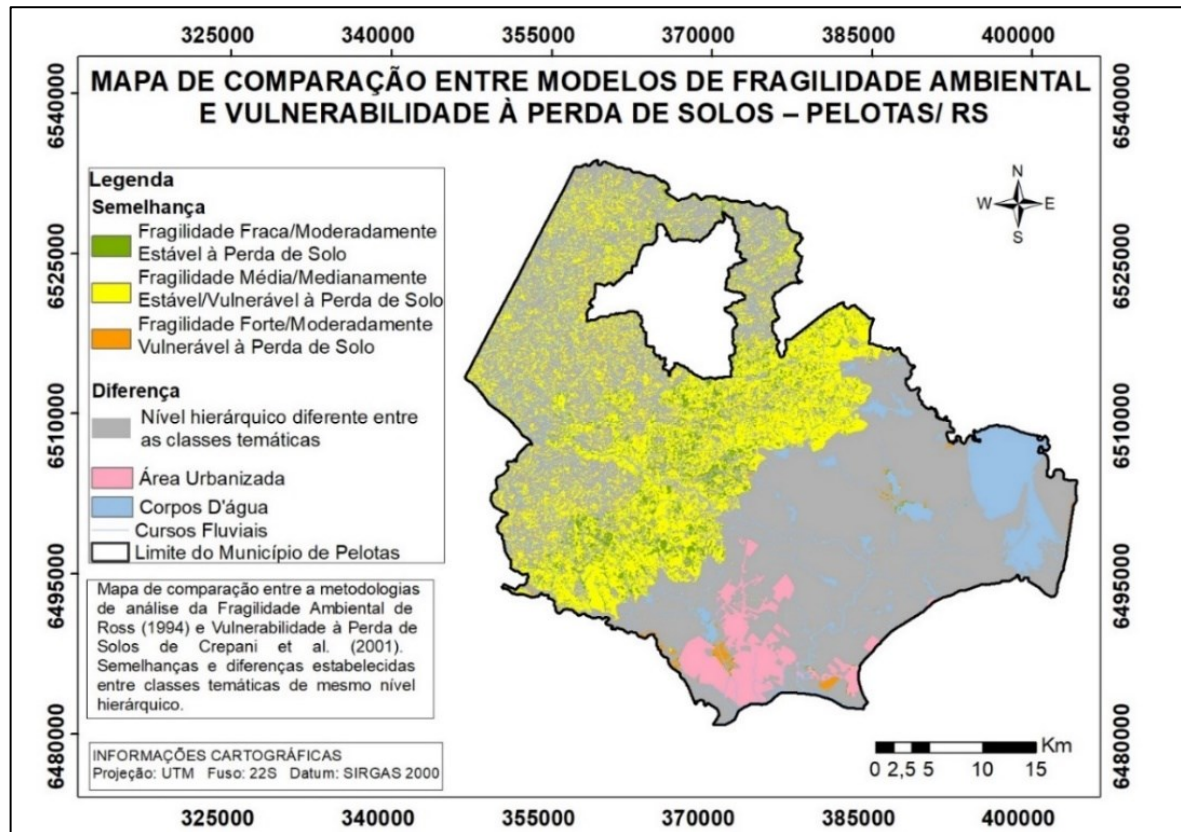 325000 340000 355000 370000 385000 400000
MAPA DE COMPARAÇÃO ENTRE MODELOS DE FRAGILIDADE AMBIENTAL
E VULNERABILIDADE À PERDA DE SOLOS – PELOTAS/ RS
6540000
6525000
6510000
6495000
6480000
Legenda
Semelhança
Fragilidade Fraca/Moderadamente
Estável à Perda de Solo
Fragilidade Média/Medianamente
Estável/Vulnerável à Perda de Solo
Fragilidade Forte/Moderadamente
Vulnerável à Perda de Solo
Diferença
Nível hierárquico diferente entre
as classes temáticas
Área Urbanizada
Corpos D'água
Cursos Fluviais
Limite do Município de Pelotas
Mapa de comparação entre a metodologias
de análise da Fragilidade Ambiental de
Ross (1994) e Vulnerabilidade à Perda de
Solos de Crepani et al. (2001).
Semelhanças e diferenças estabelecidas
entre classes temáticas de mesmo nível
hierárquico.
INFORMAÇÕES CARTOGRÁFICAS
Projeção: UTM Fuso: 22S Datum: SIRGAS 2000
N
W E
S
Km
0 2,5 5 10 15
6540000
6525000
6510000
6495000
6480000
325000 340000 355000 370000 385000 400000